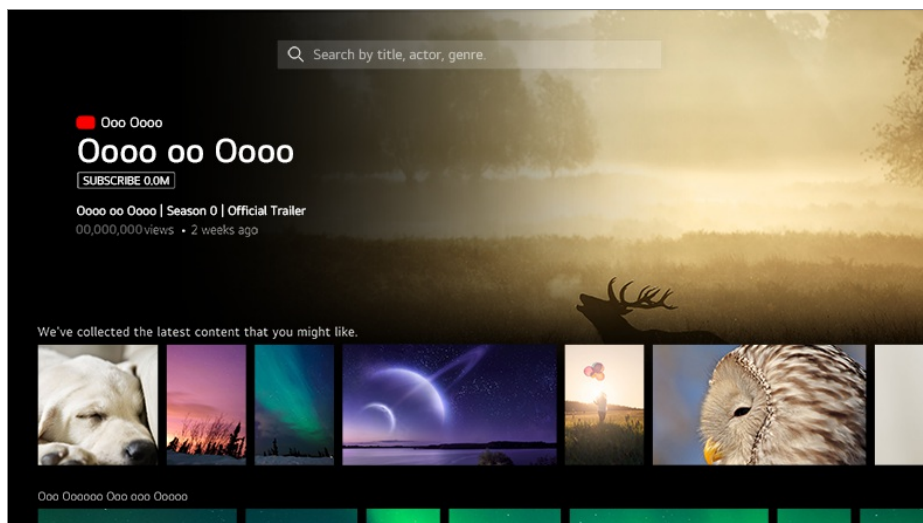 Search by title, actor, genre.
Ooo Oooo
Oooo oo Oooo
SUBSCRIBE 0.0M
Oooo oo Oooo | Season 0 | Official Trailer
00,000,000 views • 2 weeks ago
We've collected the latest content that you might like.
Ooo Oooooo Ooo ooo Ooooo